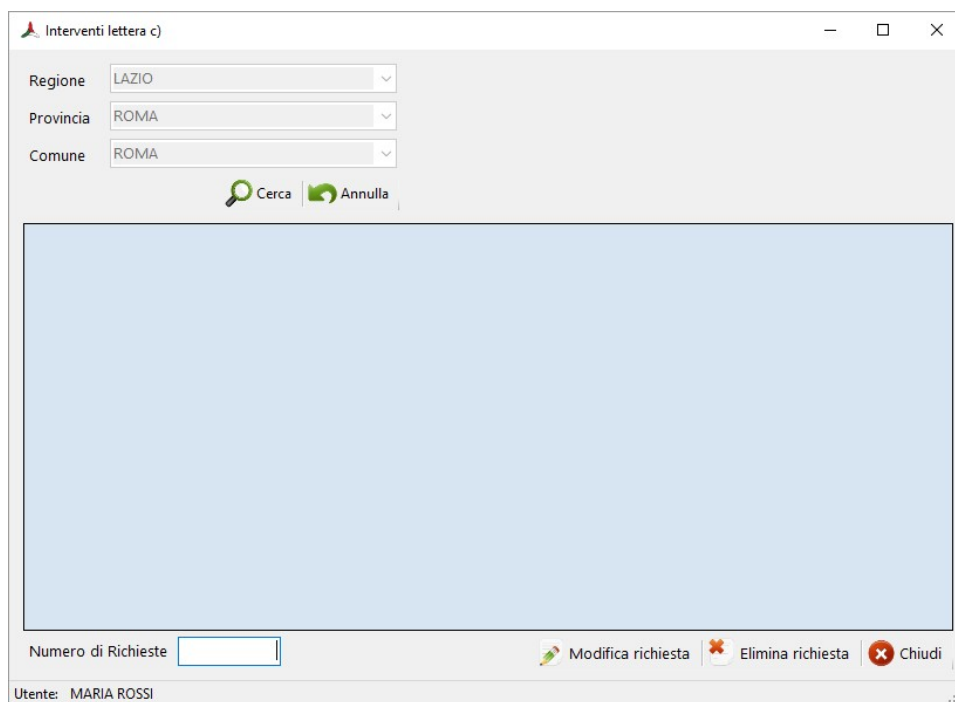 Interventi lettera c)
Regione LAZIO
Provincia ROMA
Comune ROMA
Cerca Annulla
Numero di Richieste Modifica richiesta Elimina richiesta Chiudi
Utente: MARIA ROSSI